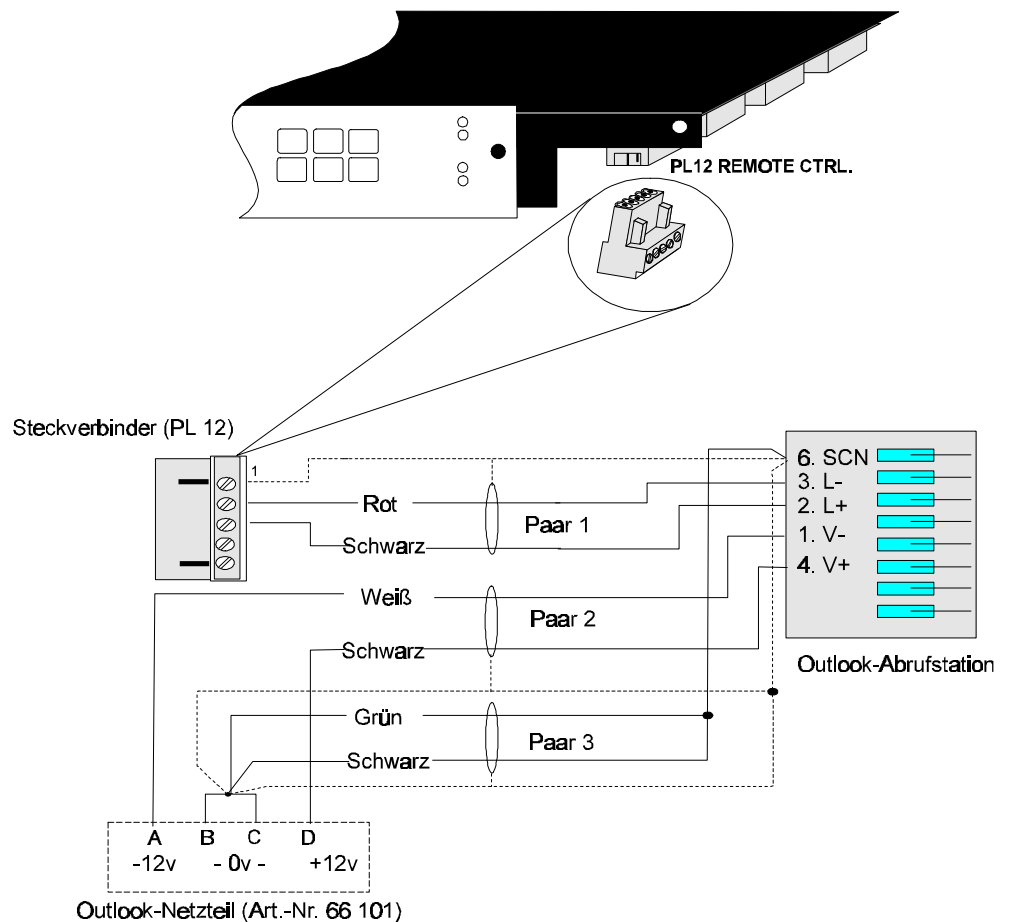 PL12 REMOTE CTRL.
Steckverbinder (PL 12)
1
6. SCN
3. L-
2. L+
1. V-
4. V+
Rot
Paar 1
Schwarz
Weiß
Paar 2
Schwarz
Outlook-Abrufstation
Grün
Paar 3
Schwarz
A B C D
-12v - 0v - +12v
Outlook-Netzteil (Art.-Nr. 66 101)